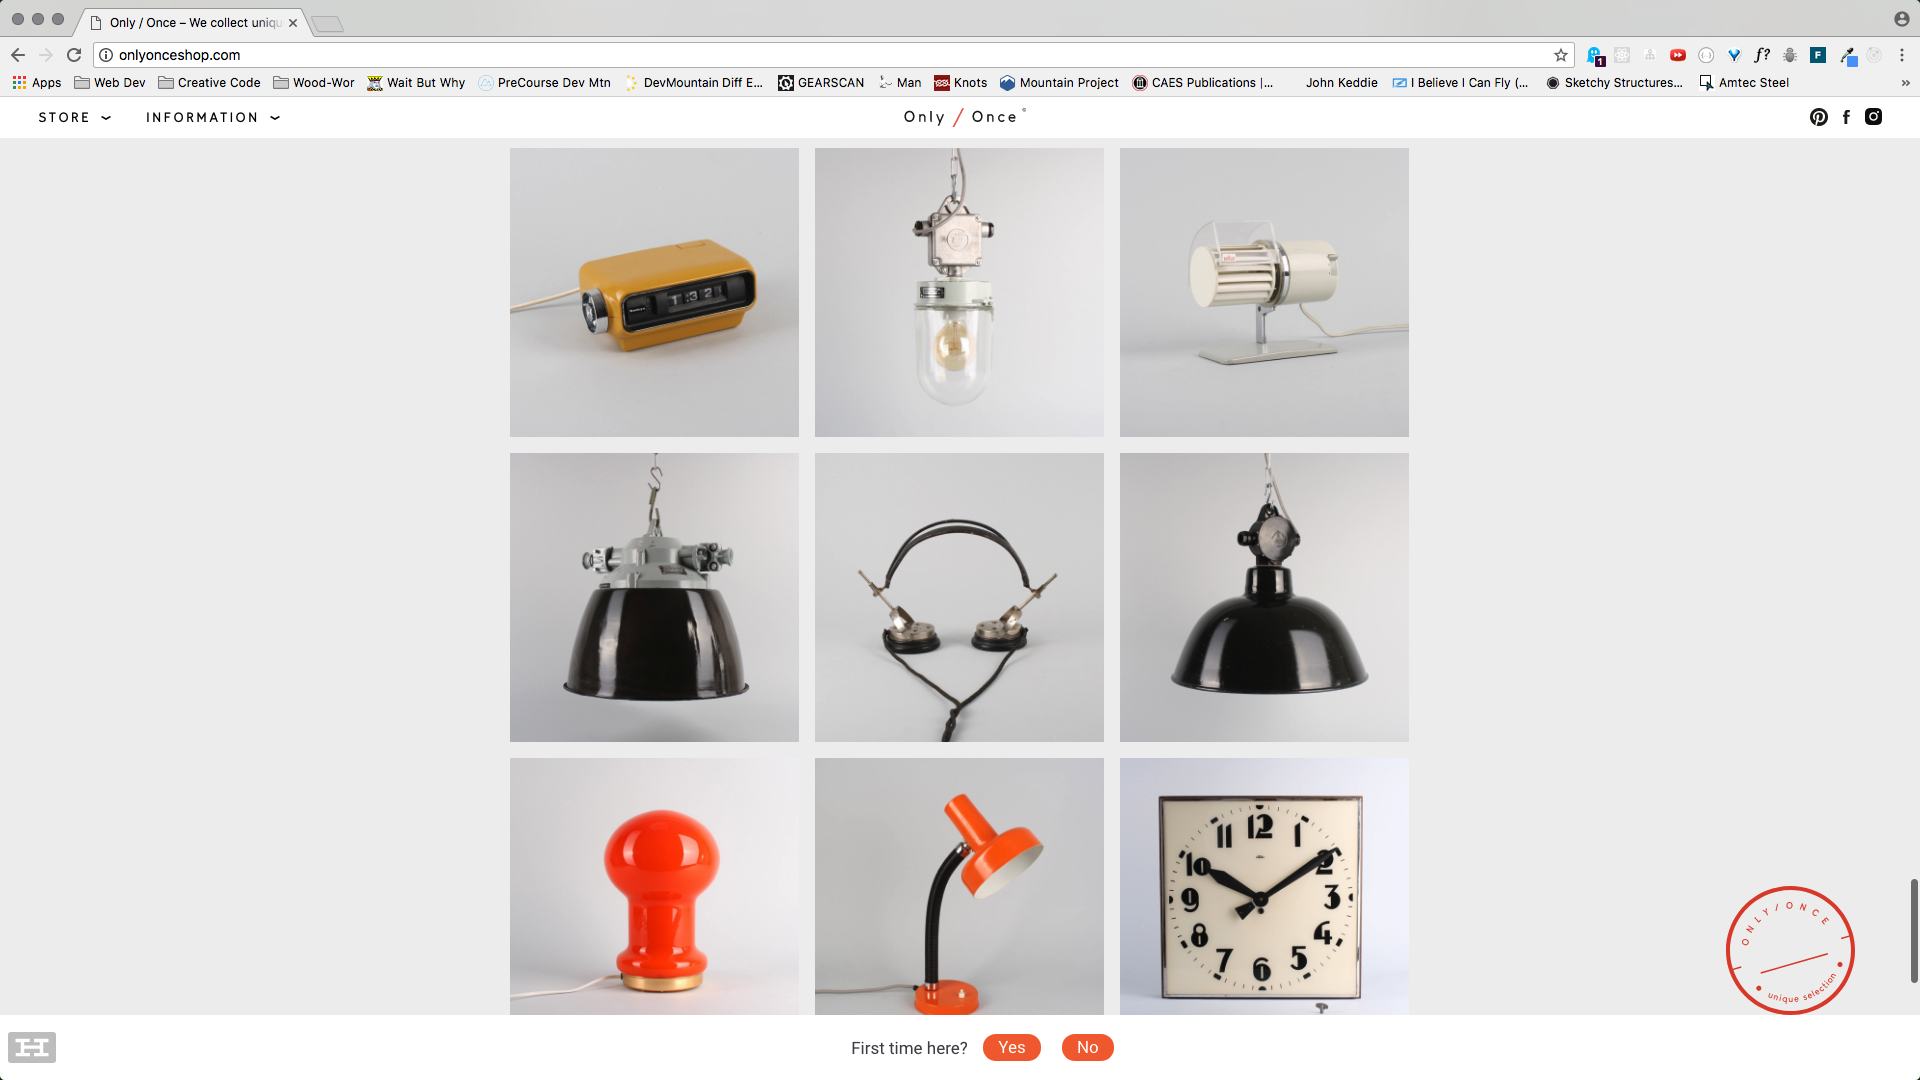 Only / Once – We collect uniqu
onlyonceshop.com
1
f?
F
Apps Web Dev Creative Code Wood-Wor Wait But Why PreCourse Dev Mtn DevMountain Diff E... GEARSCAN Man Knots Mountain Project CAES Publications |... John Keddie I Believe I Can Fly (... Sketchy Structures... Amtec Steel »
STORE INFORMATION Only / Once
12
1
2
3
4
5
6
7
8
9
10
11
ONLY / ONCE
unique selection
First time here? Yes No